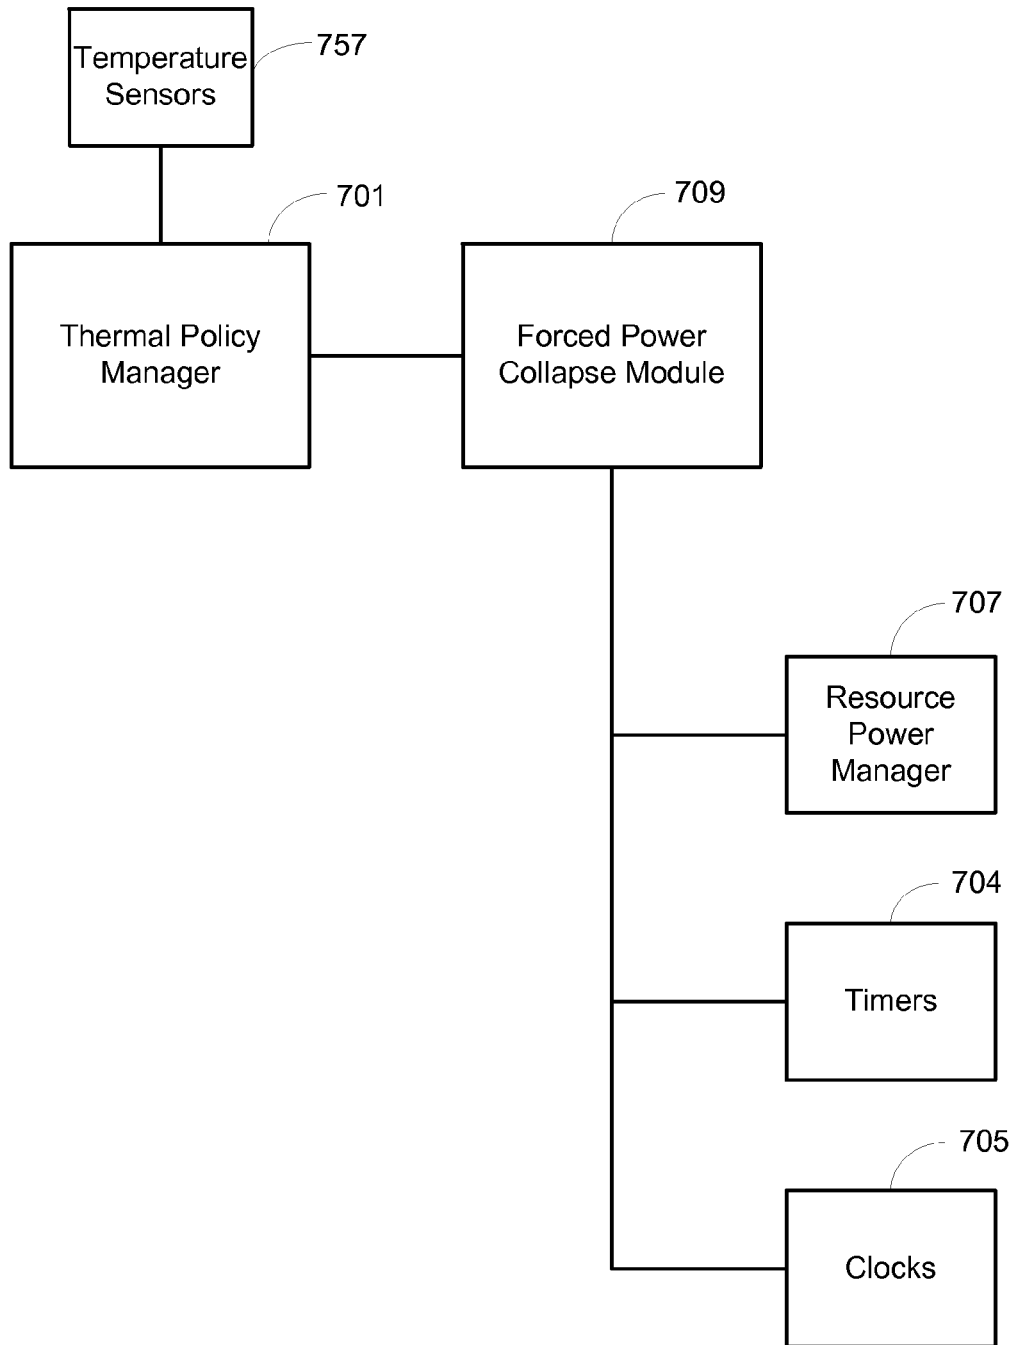 Temperature
Sensors
757
701
709
Thermal Policy
Manager
Forced Power
Collapse Module
707
Resource
Power
Manager
704
Timers
705
Clocks